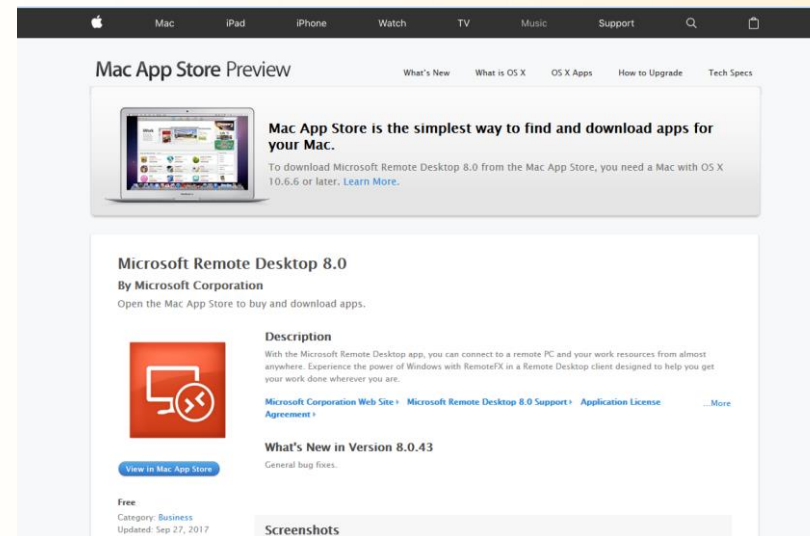 Mac iPad iPhone Watch TV Music Support
Mac App Store Preview
What's New What is OS X OS X Apps How to Upgrade Tech Specs
Mac App Store is the simplest way to find and download apps for
your Mac.
To download Microsoft Remote Desktop 8.0 from the Mac App Store, you need a Mac with OS X
10.6.6 or later. Learn More.
Microsoft Remote Desktop 8.0
By Microsoft Corporation
Open the Mac App Store to buy and download apps.
Description
With the Microsoft Remote Desktop app, you can connect to a remote PC and your work resources from almost
anywhere. Experience the power of Windows with RemoteFX in a Remote Desktop client designed to help you get
your work done wherever you are.
Microsoft Corporation Web Site Microsoft Remote Desktop 8.0 Support Application License
Agreement
...More
What's New in Version 8.0.43
General bug fixes.
View in Mac App Store
Free
Category: Business
Updated: Sep 27, 2017
Screenshots